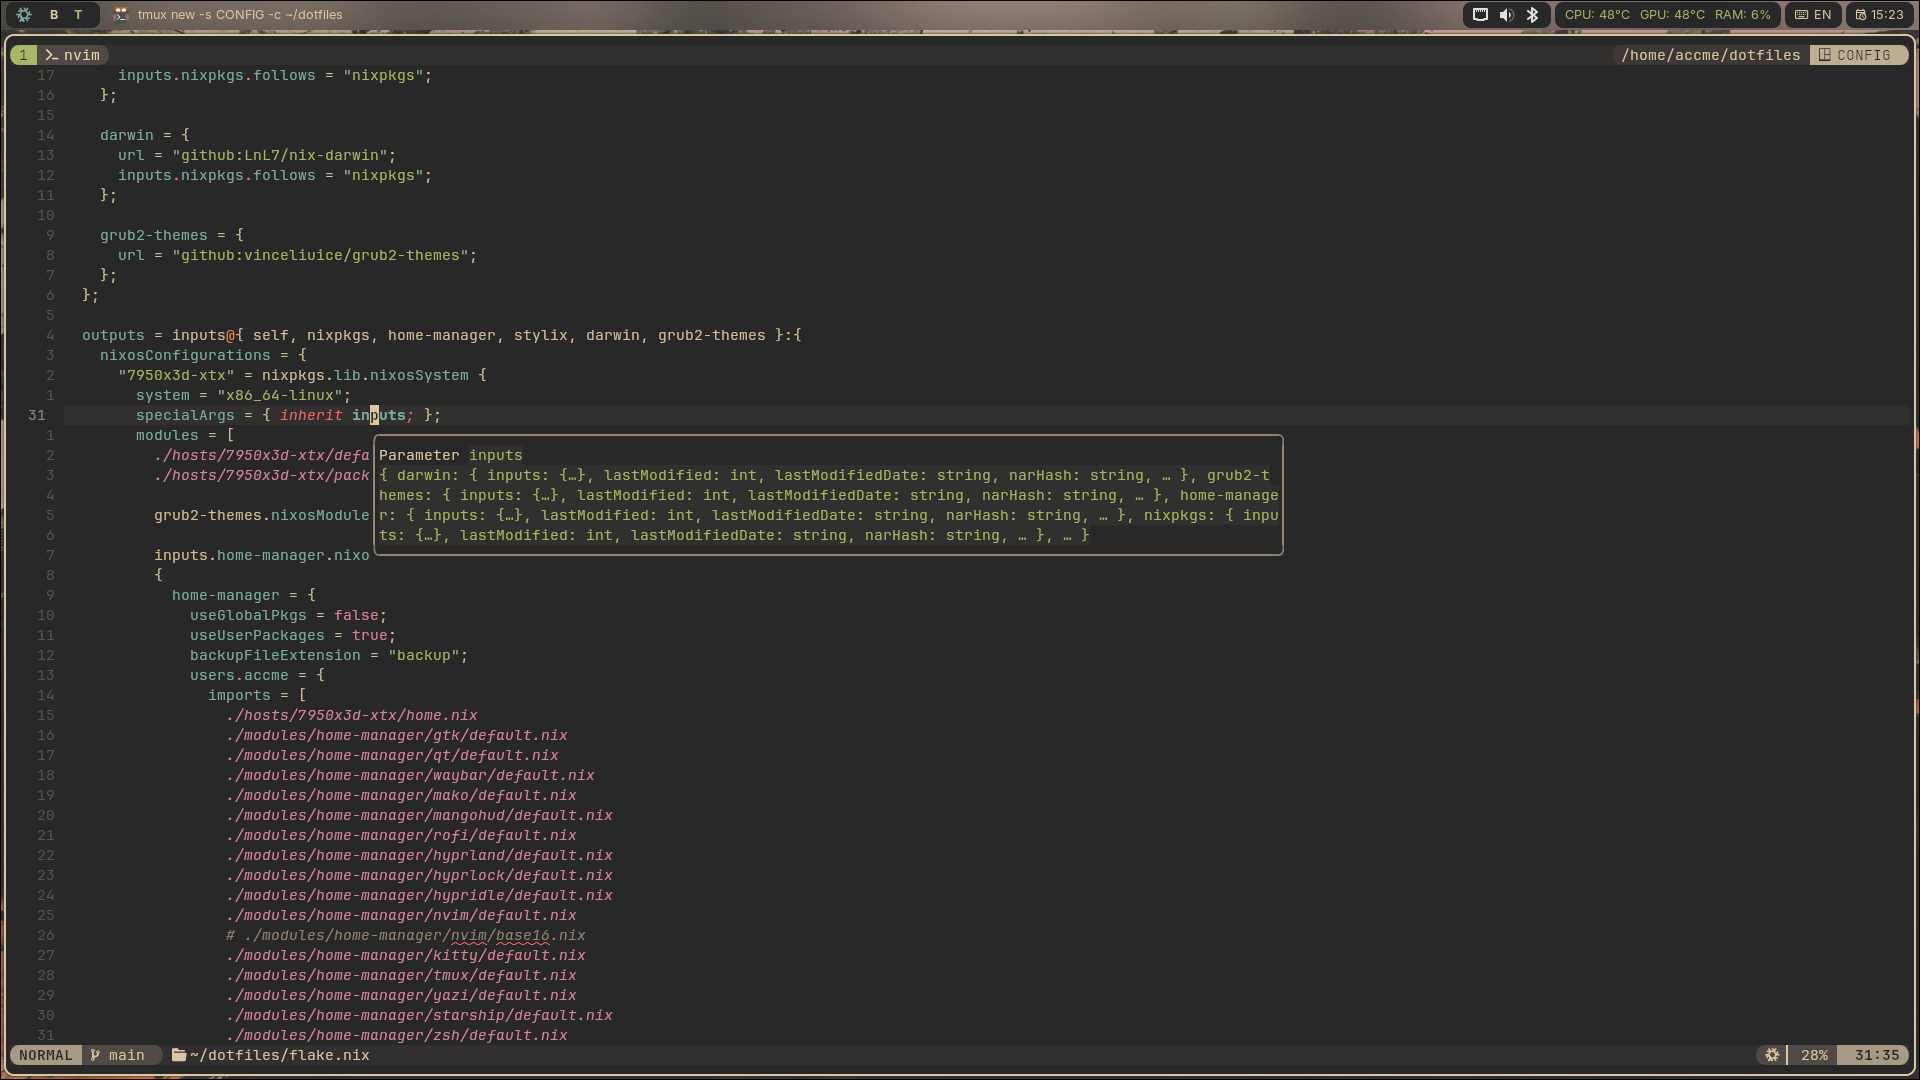 B T tmux new -s CONFIG -c ~/dotfiles CPU: 48°C GPU: 48°C RAM: 6% EN 15:23
1 nvim /home/accme/dotfiles CONFIG
17 inputs.nixpkgs.follows = "nixpkgs";
16 };
15
14 darwin = {
13 url = "github:LnL7/nix-darwin";
12 inputs.nixpkgs.follows = "nixpkgs";
11 };
10
9 grub2-themes = {
8 url = "github:vinceliuice/grub2-themes";
7 };
6 };
5
4 outputs = inputs@{ self, nixpkgs, home-manager, stylix, darwin, grub2-themes }:{
3 nixosConfigurations = {
2 "7950x3d-xtx" = nixpkgs.lib.nixosSystem {
1 system = "x86_64-linux";
31 specialArgs = { inherit inputs; };
1 modules = [
2 ./hosts/7950x3d-xtx/defa
3 ./hosts/7950x3d-xtx/pack
4
5 grub2-themes.nixosModule
6
7 inputs.home-manager.nixo
Parameter inputs
{ darwin: { inputs: {…}, lastModified: int, lastModifiedDate: string, narHash: string, … }, grub2-t
hemes: { inputs: {…}, lastModified: int, lastModifiedDate: string, narHash: string, … }, home-manage
r: { inputs: {…}, lastModified: int, lastModifiedDate: string, narHash: string, … }, nixpkgs: { inpu
ts: {…}, lastModified: int, lastModifiedDate: string, narHash: string, … }, … }
8 {
9 home-manager = {
10 useGlobalPkgs = false;
11 useUserPackages = true;
12 backupFileExtension = "backup";
13 users.accme = {
14 imports = [
15 ./hosts/7950x3d-xtx/home.nix
16 ./modules/home-manager/gtk/default.nix
17 ./modules/home-manager/qt/default.nix
18 ./modules/home-manager/waybar/default.nix
19 ./modules/home-manager/mako/default.nix
20 ./modules/home-manager/mangohud/default.nix
21 ./modules/home-manager/rofi/default.nix
22 ./modules/home-manager/hyprland/default.nix
23 ./modules/home-manager/hyprlock/default.nix
24 ./modules/home-manager/hypridle/default.nix
25 ./modules/home-manager/nvim/default.nix
26 # ./modules/home-manager/nvim/base16.nix
27 ./modules/home-manager/kitty/default.nix
28 ./modules/home-manager/tmux/default.nix
29 ./modules/home-manager/yazi/default.nix
30 ./modules/home-manager/starship/default.nix
31 ./modules/home-manager/zsh/default.nix
NORMAL main ~/dotfiles/flake.nix 28% 31:35